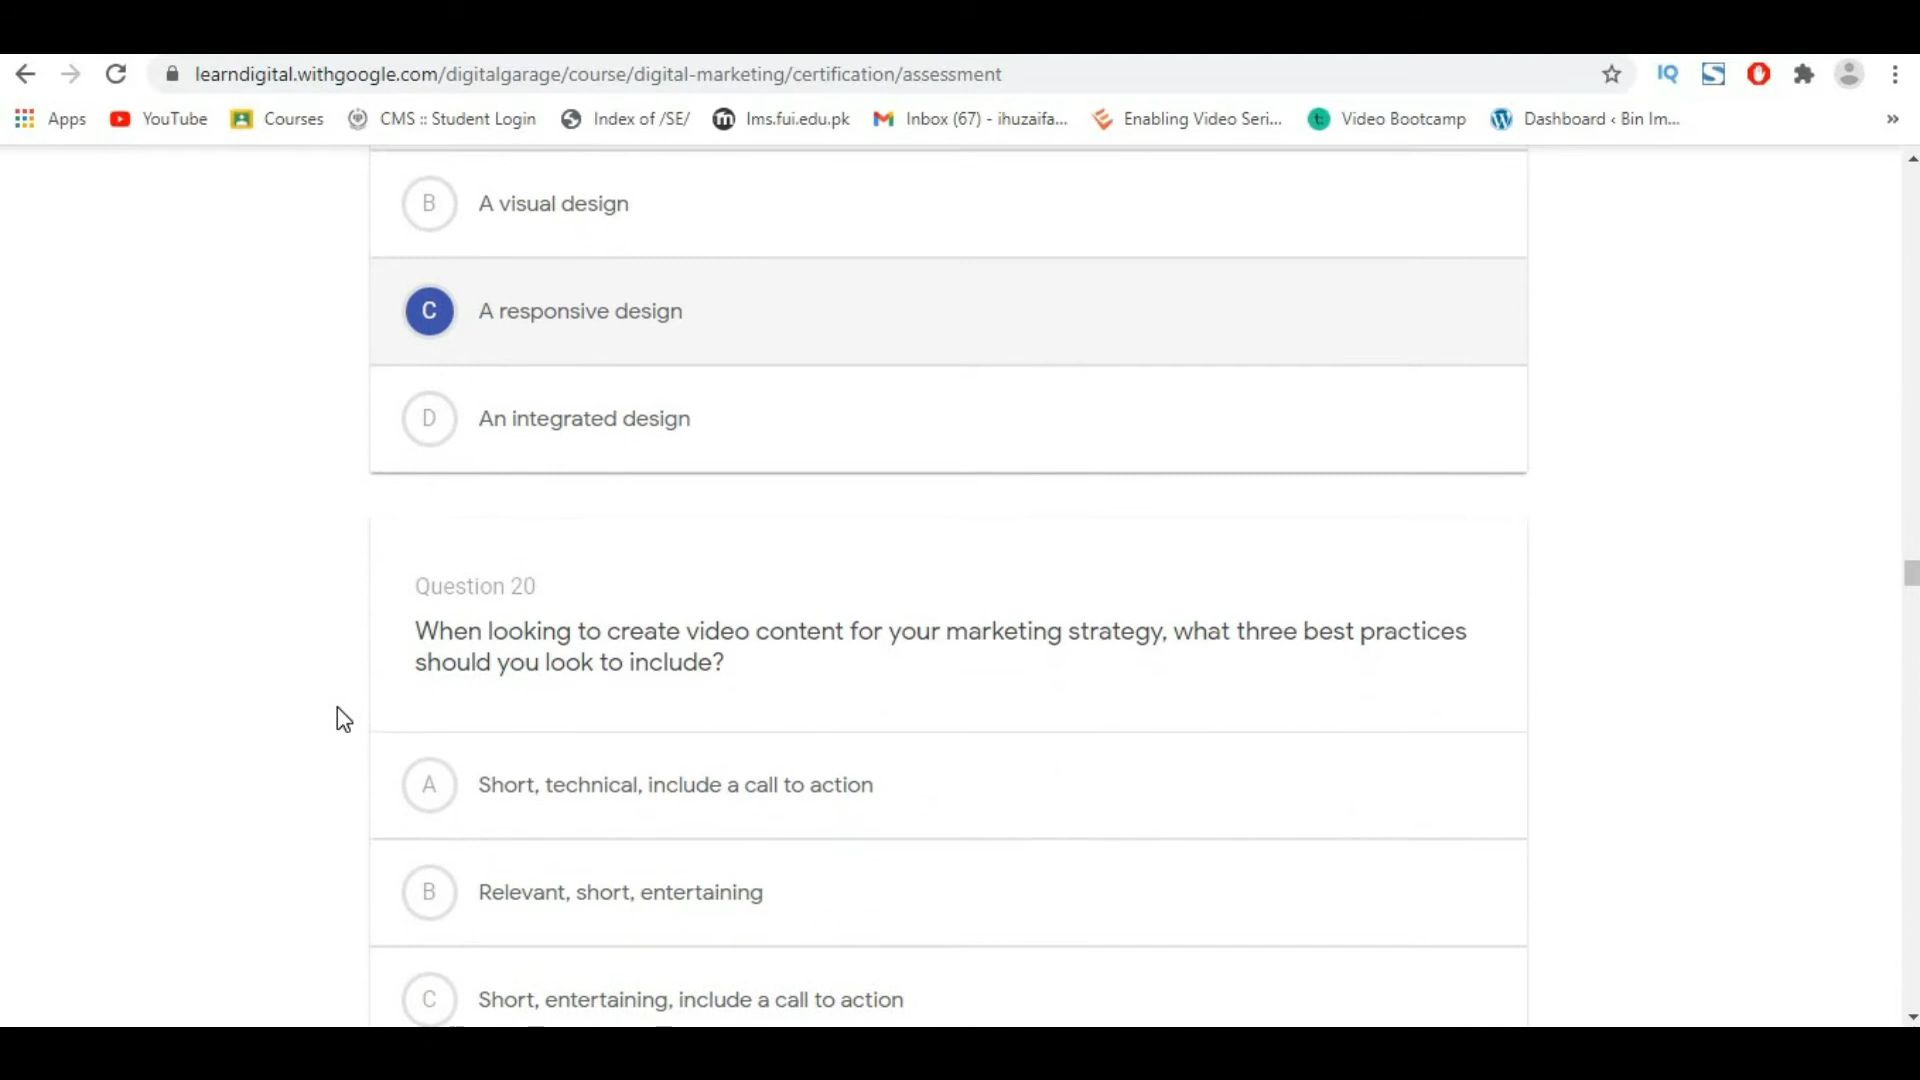 learndigital.withgoogle.com/digitalgarage/course/digital-marketing/certification/assessment
IQ
Apps YouTube Courses CMS :: Student Login Index of /SE/ lms.fui.edu.pk Inbox (67) - ihuzaifa... Enabling Video Seri... Video Bootcamp Dashboard ‹ Bin Im... »
B A visual design
C A responsive design
D An integrated design
Question 20
When looking to create video content for your marketing strategy, what three best practices
should you look to include?
A Short, technical, include a call to action
B Relevant, short, entertaining
C Short, entertaining, include a call to action